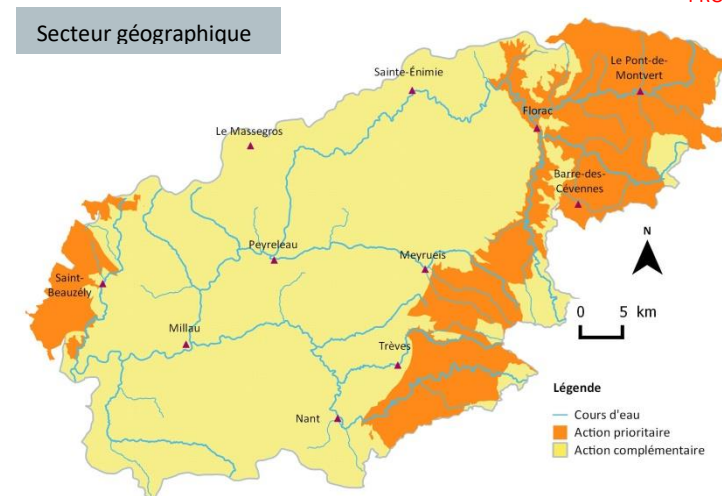 Secteur géographique
Sainte-Énimie
Le Pont-de-
Montvert
Florac
Le Massegros
Barre-des-
Cévennes
N
Peyreleau
Meyrueis
Saint-
Beauzély
0 5 km
Millau
Trèves
Légende
Nant
Cours d'eau
Action prioritaire
Action complémentaire